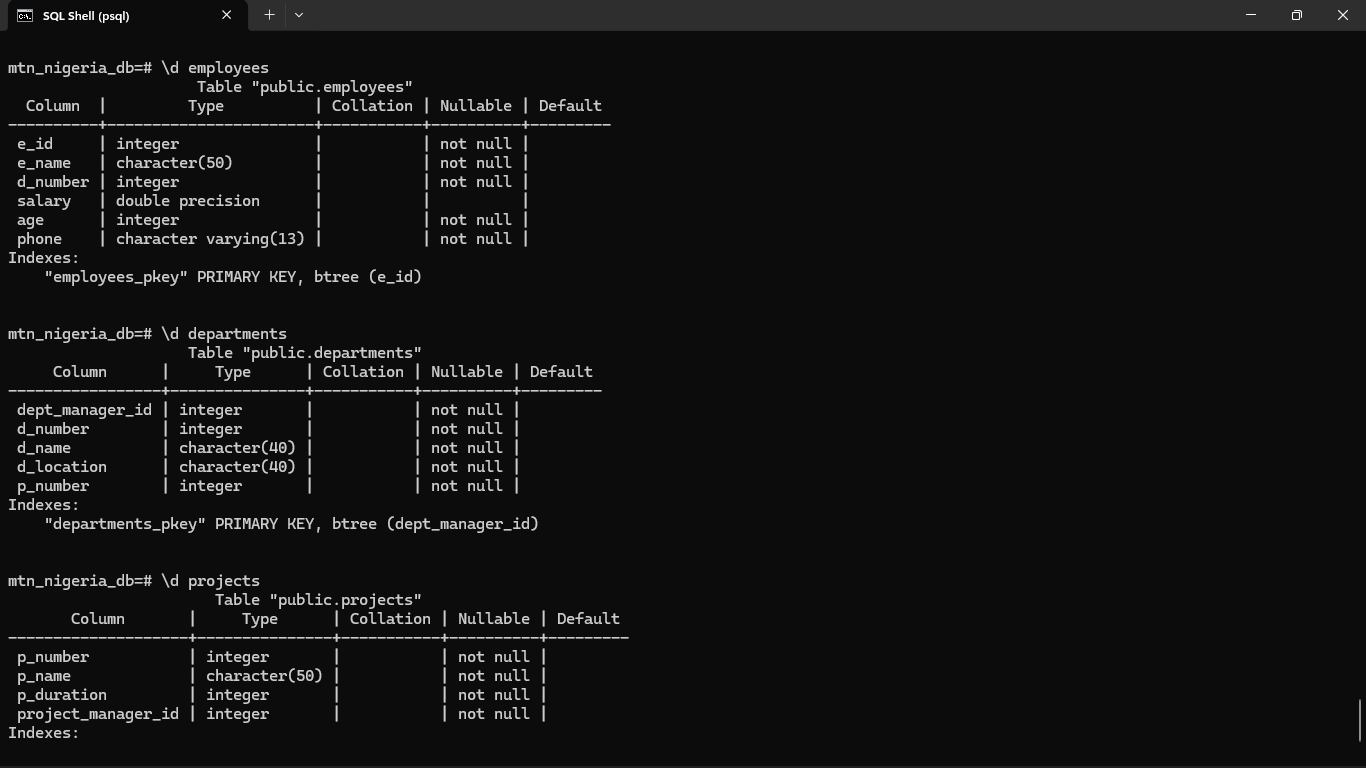 SQL Shell (psql)
mtn_nigeria_db=# \d employees
                     Table "public.employees"
  Column  |         Type          | Collation | Nullable | Default
----------+-----------------------+-----------+----------+---------
 e_id     | integer               |           | not null |
 e_name   | character(50)         |           | not null |
 d_number | integer               |           | not null |
 salary   | double precision      |           |          |
 age      | integer               |           | not null |
 phone    | character varying(13) |           | not null |
Indexes:
    "employees_pkey" PRIMARY KEY, btree (e_id)
mtn_nigeria_db=# \d departments
                    Table "public.departments"
     Column      |     Type      | Collation | Nullable | Default
-----------------+---------------+-----------+----------+---------
 dept_manager_id | integer       |           | not null |
 d_number        | integer       |           | not null |
 d_name          | character(40) |           | not null |
 d_location      | character(40) |           | not null |
 p_number        | integer       |           | not null |
Indexes:
    "departments_pkey" PRIMARY KEY, btree (dept_manager_id)
mtn_nigeria_db=# \d projects
                       Table "public.projects"
       Column       |     Type      | Collation | Nullable | Default
--------------------+---------------+-----------+----------+---------
 p_number           | integer       |           | not null |
 p_name             | character(50) |           | not null |
 p_duration         | integer       |           | not null |
 project_manager_id | integer       |           | not null |
Indexes: